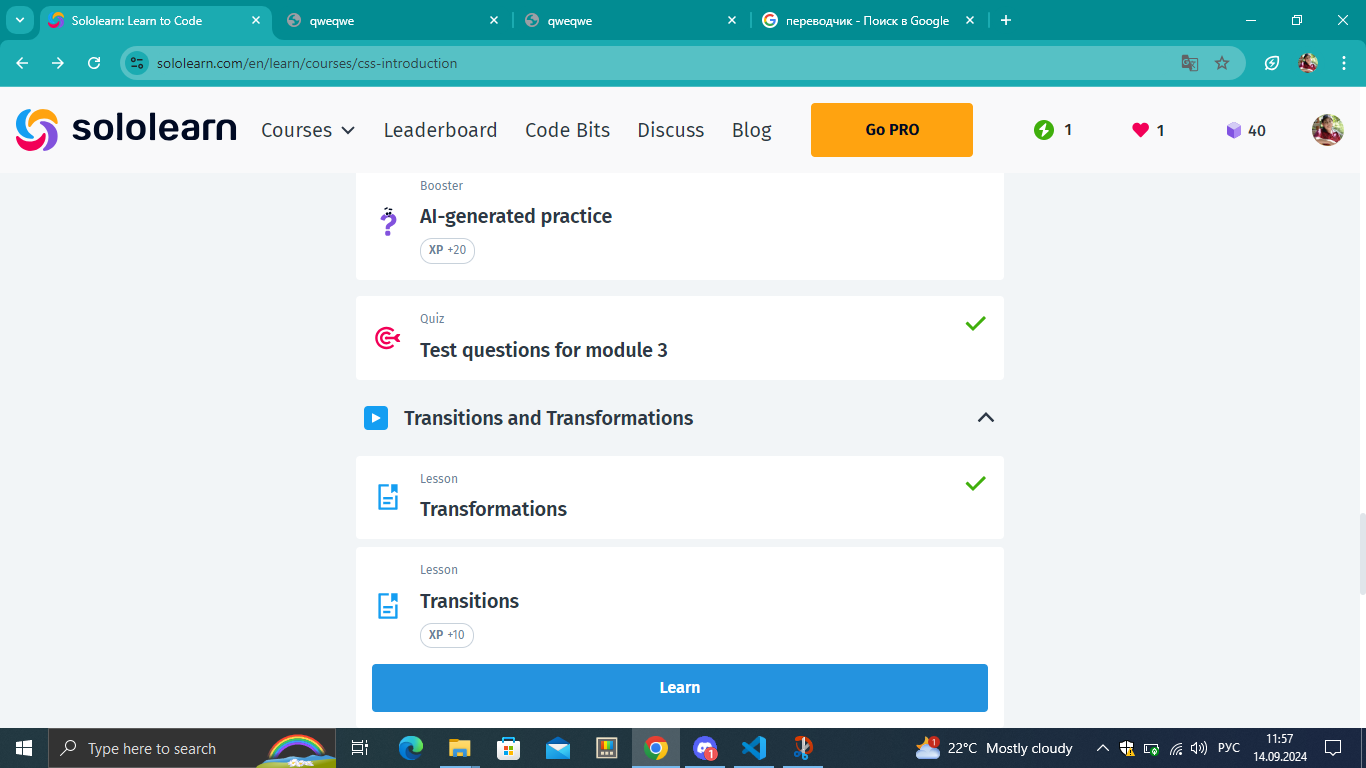 Sololearn: Learn to Code
qweqwe
qweqwe
переводчик - Поиск в Google
sololearn.com/en/learn/courses/css-introduction
sololearn
Courses
Leaderboard
Code Bits
Discuss
Blog
Go PRO
1
1
40
Booster
AI-generated practice
XP +20
Quiz
Test questions for module 3
Transitions and Transformations
Lesson
Transformations
Lesson
Transitions
XP +10
Learn
Type here to search
1
1
22°C Mostly cloudy
РУС
11:57
14.09.2024